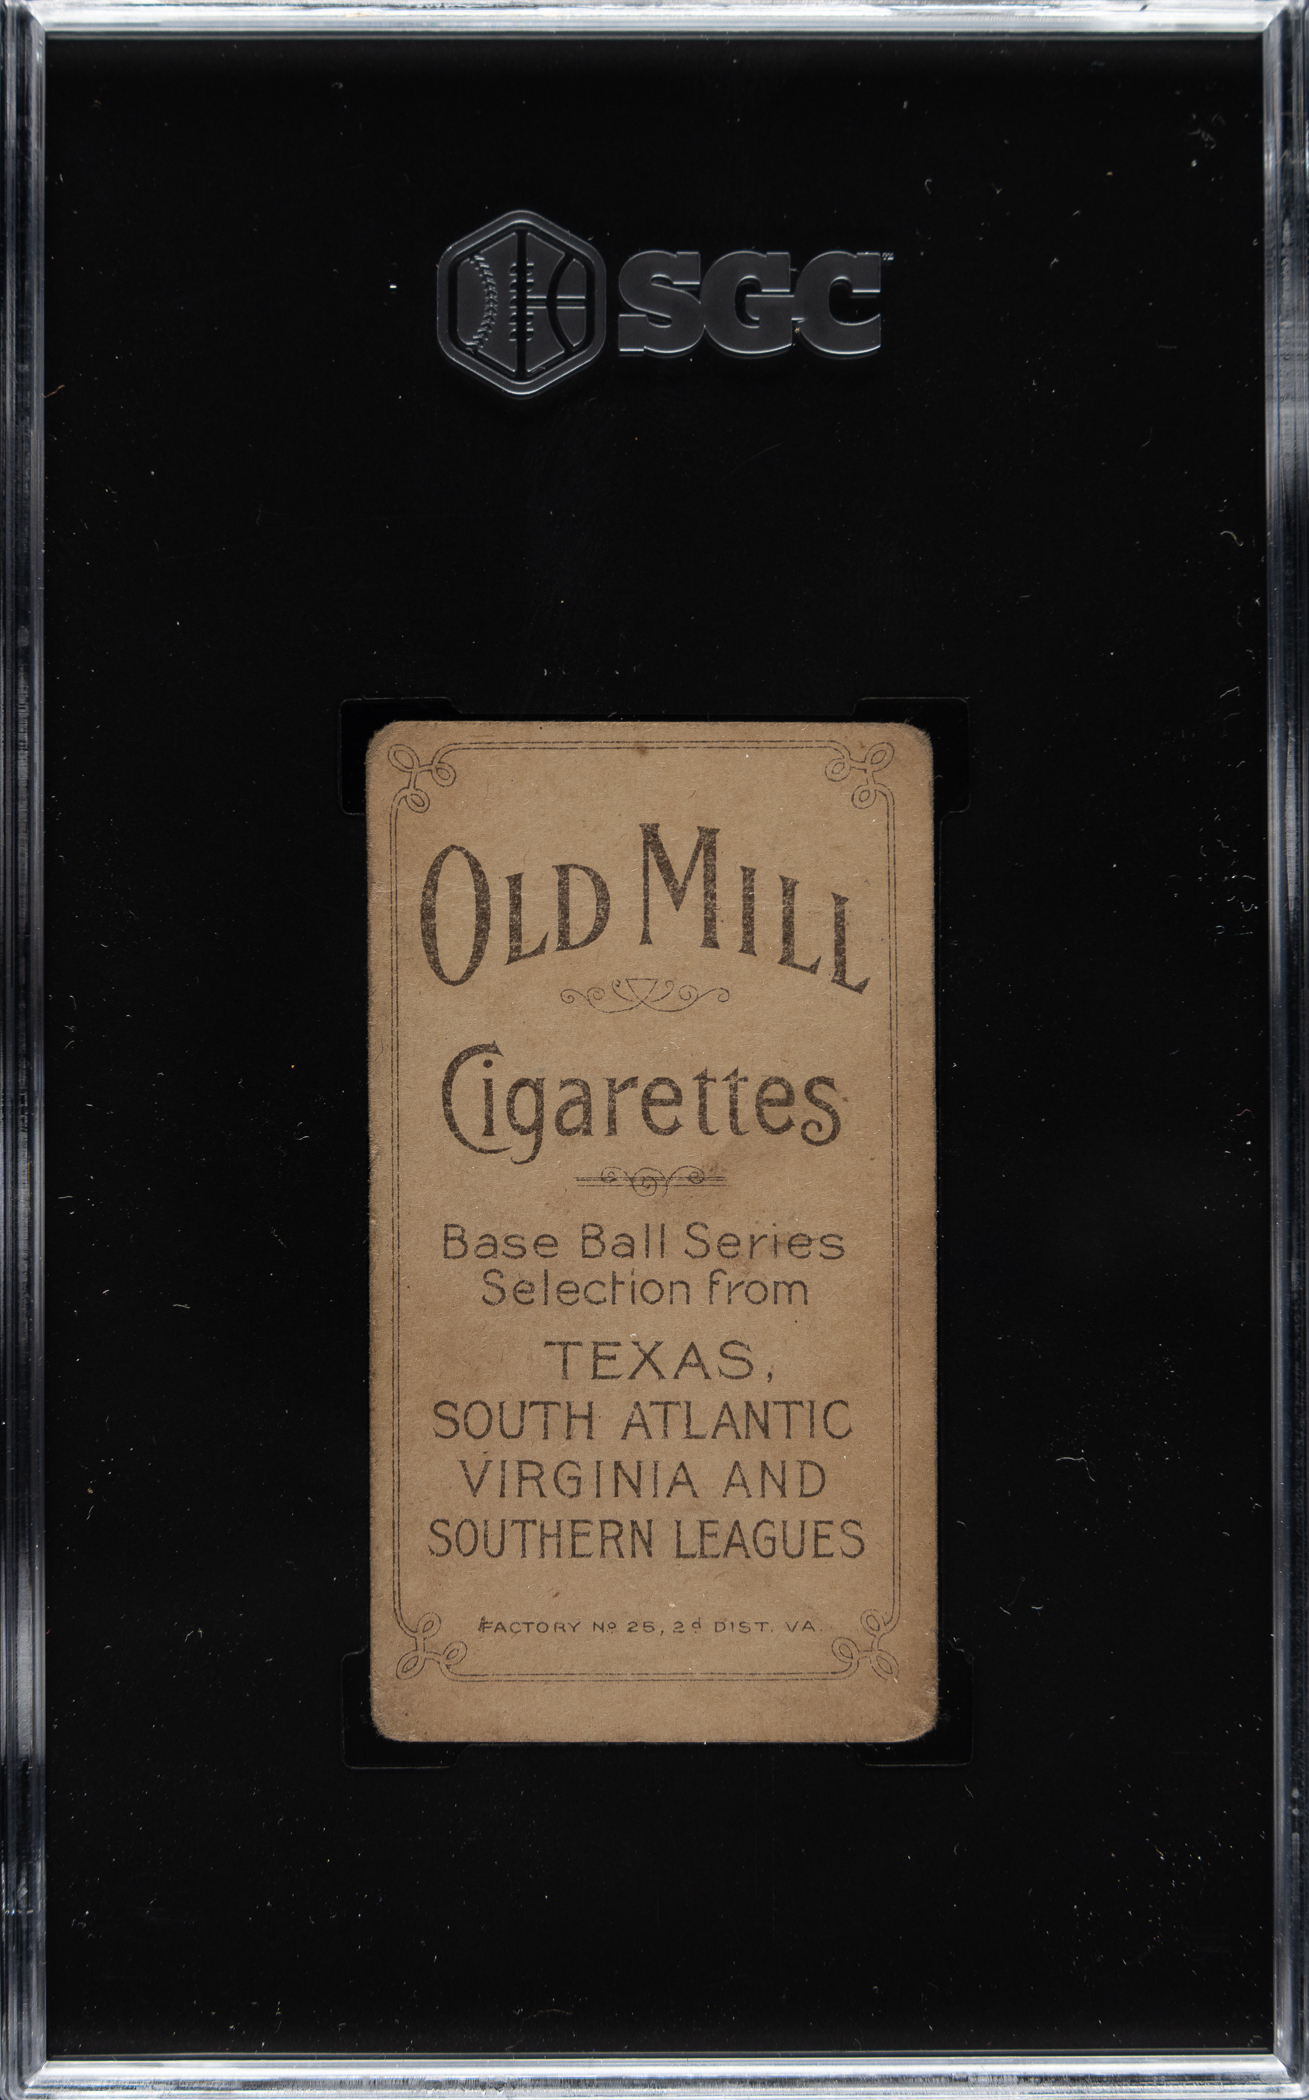 SGC™
OLD MILL
Cigarettes
Base Ball Series
Selection from
TEXAS,
SOUTH ATLANTIC
VIRGINIA AND
SOUTHERN LEAGUES
FACTORY Nº 25, 2d DIST. VA.